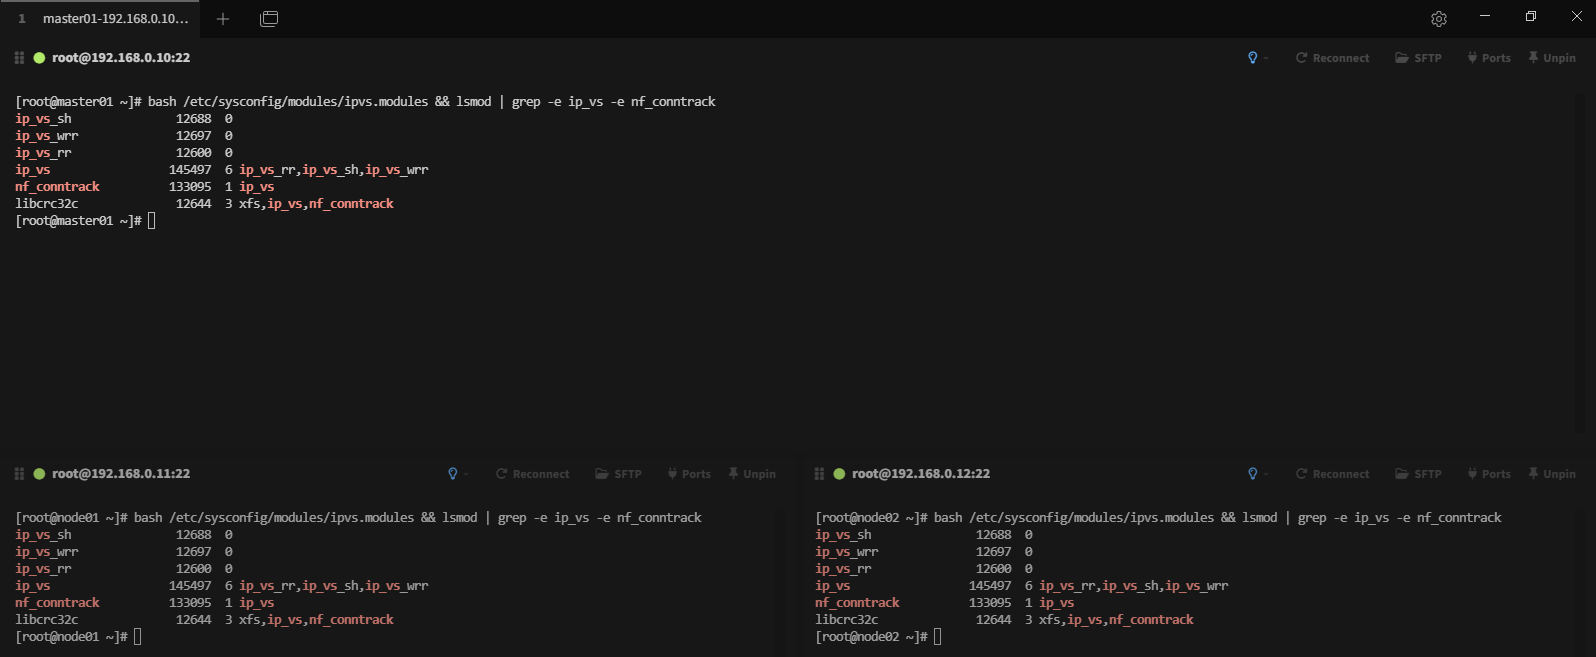 1 master01-192.168.0.10...
root@192.168.0.10:22 Reconnect SFTP Ports Unpin
[root@master01 ~]# bash /etc/sysconfig/modules/ipvs.modules && lsmod | grep -e ip_vs -e nf_conntrack
ip_vs_sh 12688 0
ip_vs_wrr 12697 0
ip_vs_rr 12600 0
ip_vs 145497 6 ip_vs_rr,ip_vs_sh,ip_vs_wrr
nf_conntrack 133095 1 ip_vs
libcrc32c 12644 3 xfs,ip_vs,nf_conntrack
[root@master01 ~]#
root@192.168.0.11:22 Reconnect SFTP Ports Unpin
[root@node01 ~]# bash /etc/sysconfig/modules/ipvs.modules && lsmod | grep -e ip_vs -e nf_conntrack
ip_vs_sh 12688 0
ip_vs_wrr 12697 0
ip_vs_rr 12600 0
ip_vs 145497 6 ip_vs_rr,ip_vs_sh,ip_vs_wrr
nf_conntrack 133095 1 ip_vs
libcrc32c 12644 3 xfs,ip_vs,nf_conntrack
[root@node01 ~]#
root@192.168.0.12:22 Reconnect SFTP Ports Unpin
[root@node02 ~]# bash /etc/sysconfig/modules/ipvs.modules && lsmod | grep -e ip_vs -e nf_conntrack
ip_vs_sh 12688 0
ip_vs_wrr 12697 0
ip_vs_rr 12600 0
ip_vs 145497 6 ip_vs_rr,ip_vs_sh,ip_vs_wrr
nf_conntrack 133095 1 ip_vs
libcrc32c 12644 3 xfs,ip_vs,nf_conntrack
[root@node02 ~]#